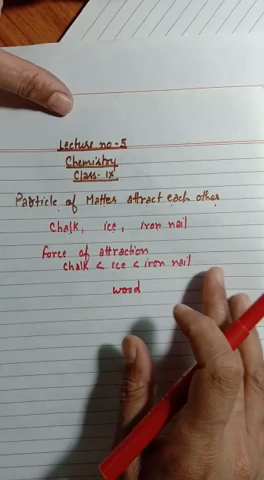 Lecture no - 5
Chemistry
Class. IX
Particle of Matter attract each other
chalk, ice, Iron nail
Force of attraction
chalk < ice < iron nail
word